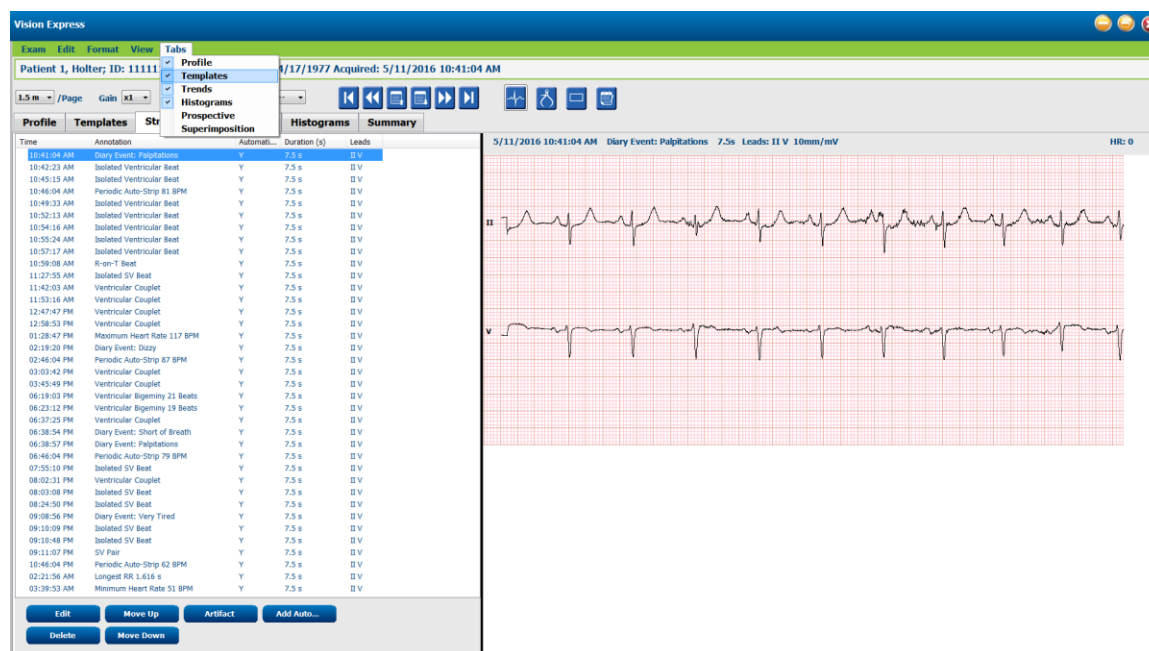 Vision Express
Exam Edit Format View Tabs
Patient 1, Holter; ID: 11111 /17/1977 Acquired: 5/11/2016 10:41:04 AM
Profile
Templates
Trends
Histograms
Prospective
Superimposition
1.5 m /Page Gain x1
Profile Templates Str Histograms Summary
Time Annotation Automati... Duration (s) Leads
10:41:04 AM Diary Event: Palpitations Y 7.5 s II V
10:42:23 AM Isolated Ventricular Beat Y 7.5 s II V
10:45:15 AM Isolated Ventricular Beat Y 7.5 s II V
10:46:04 AM Periodic Auto-Strip 81 BPM Y 7.5 s II V
10:49:33 AM Isolated Ventricular Beat Y 7.5 s II V
10:52:13 AM Isolated Ventricular Beat Y 7.5 s II V
10:54:16 AM Isolated Ventricular Beat Y 7.5 s II V
10:55:24 AM Isolated Ventricular Beat Y 7.5 s II V
10:57:17 AM Isolated Ventricular Beat Y 7.5 s II V
10:59:08 AM R-on-T Beat Y 7.5 s II V
11:27:55 AM Isolated SV Beat Y 7.5 s II V
11:42:03 AM Ventricular Couplet Y 7.5 s II V
11:53:16 AM Ventricular Couplet Y 7.5 s II V
12:47:47 PM Ventricular Couplet Y 7.5 s II V
12:58:53 PM Ventricular Couplet Y 7.5 s II V
01:28:47 PM Maximum Heart Rate 117 BPM Y 7.5 s II V
02:19:20 PM Diary Event: Dizzy Y 7.5 s II V
02:46:04 PM Periodic Auto-Strip 87 BPM Y 7.5 s II V
03:03:42 PM Ventricular Couplet Y 7.5 s II V
03:45:49 PM Ventricular Couplet Y 7.5 s II V
06:19:03 PM Ventricular Bigeminy 21 Beats Y 7.5 s II V
06:23:12 PM Ventricular Bigeminy 19 Beats Y 7.5 s II V
06:37:25 PM Ventricular Couplet Y 7.5 s II V
06:38:54 PM Diary Event: Short of Breath Y 7.5 s II V
06:38:57 PM Diary Event: Palpitations Y 7.5 s II V
06:46:04 PM Periodic Auto-Strip 79 BPM Y 7.5 s II V
07:55:10 PM Isolated SV Beat Y 7.5 s II V
08:02:31 PM Ventricular Couplet Y 7.5 s II V
08:03:08 PM Isolated SV Beat Y 7.5 s II V
08:24:50 PM Isolated SV Beat Y 7.5 s II V
09:08:56 PM Diary Event: Very Tired Y 7.5 s II V
09:10:09 PM Isolated SV Beat Y 7.5 s II V
09:10:48 PM Isolated SV Beat Y 7.5 s II V
09:11:07 PM SV Pair Y 7.5 s II V
10:46:04 PM Periodic Auto-Strip 62 BPM Y 7.5 s II V
02:21:56 AM Longest RR 1.616 s Y 7.5 s II V
03:39:53 AM Minimum Heart Rate 51 BPM Y 7.5 s II V
Edit Move Up Artifact Add Auto...
Delete Move Down
5/11/2016 10:41:04 AM Diary Event: Palpitations 7.5s Leads: II V 10mm/mV HR: 0
II
V